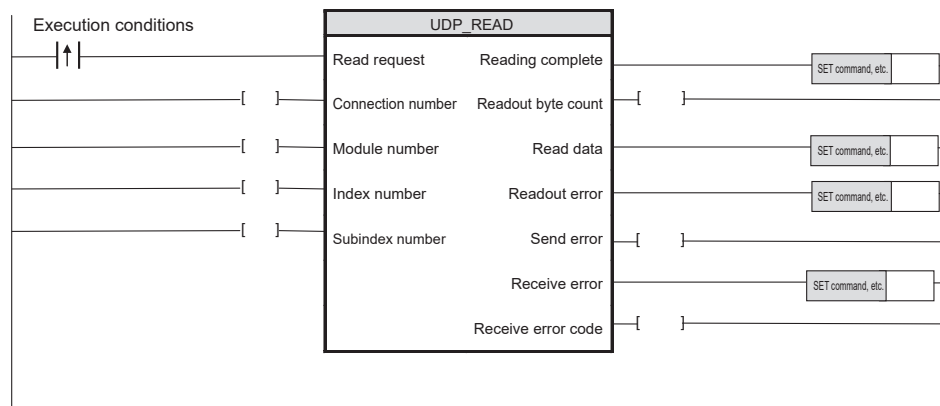 Execution conditions
UDP_READ
Read request Reading complete
SET command, etc.
Connection number Readout byte count
Module number Read data
SET command, etc.
Index number Readout error
SET command, etc.
Subindex number Send error
Receive error
SET command, etc.
Receive error code